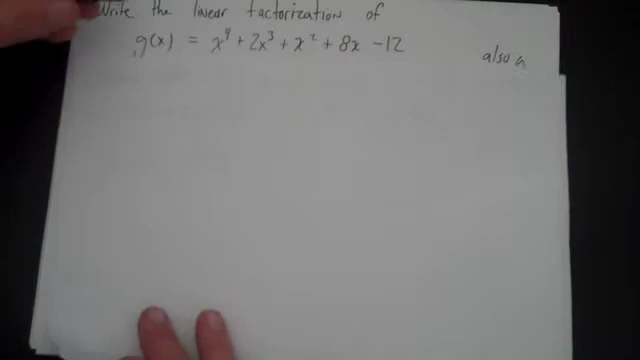 Write the linear factorization of
g(x) = x⁴ + 2x³ + x² + 8x - 12
also a